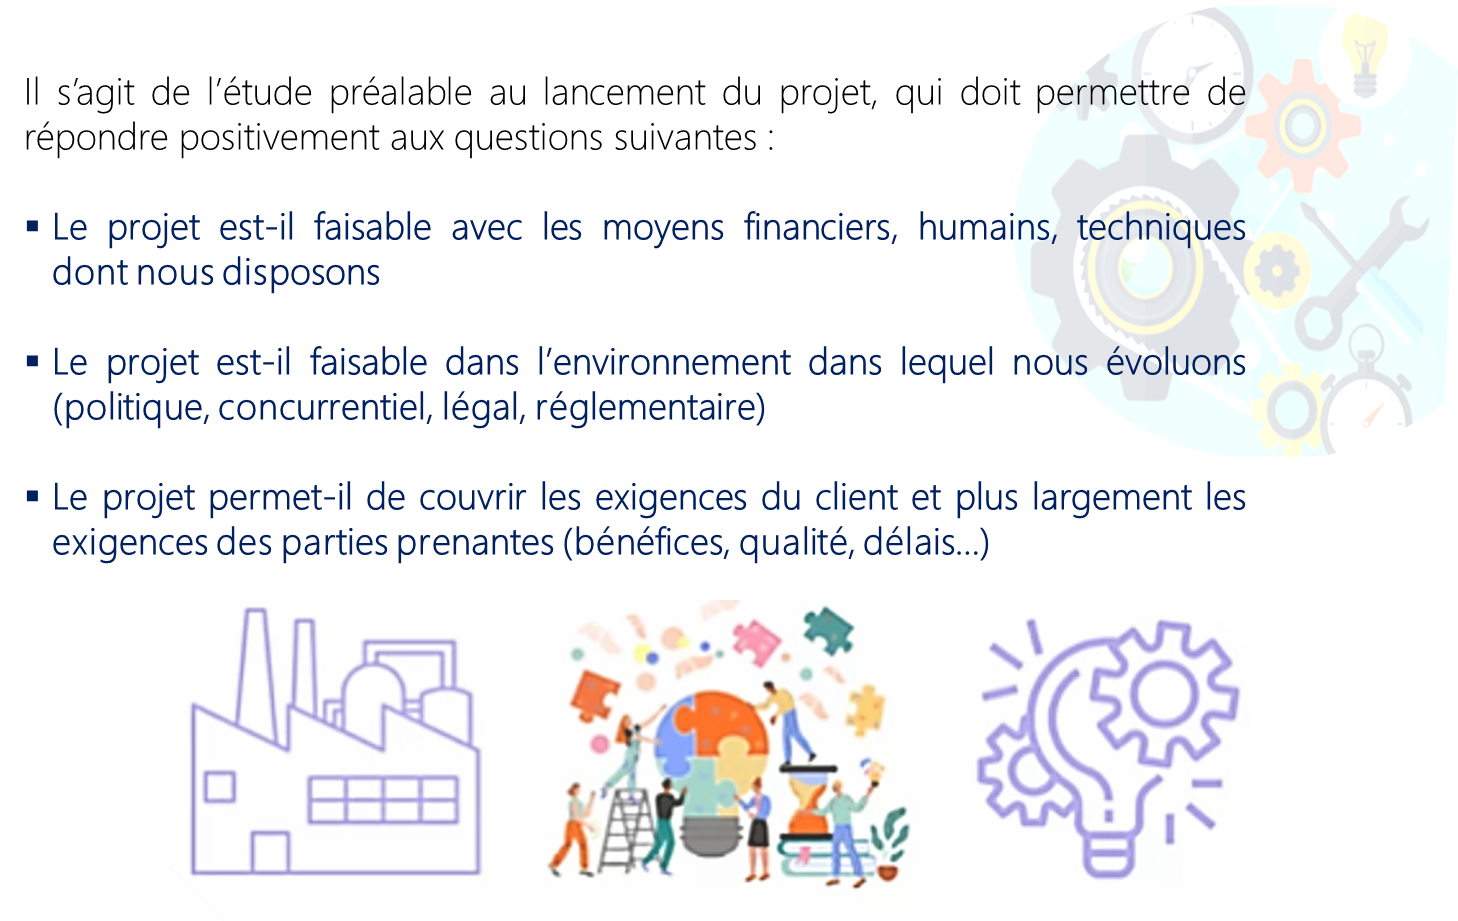 Il s’agit de l’étude préalable au lancement du projet, qui doit permettre de
répondre positivement aux questions suivantes :
▪ Le projet est-il faisable avec les moyens financiers, humains, techniques
dont nous disposons
▪ Le projet est-il faisable dans l’environnement dans lequel nous évoluons
(politique, concurrentiel, légal, réglementaire)
▪ Le projet permet-il de couvrir les exigences du client et plus largement les
exigences des parties prenantes (bénéfices, qualité, délais…)